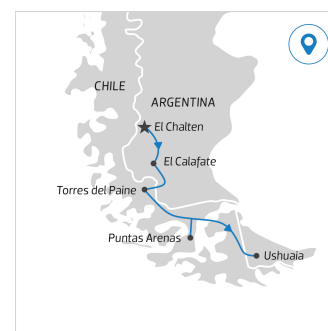 CHILE
ARGENTINA
El Chalten
El Calafate
Torres del Paine
Puntas Arenas
Ushuaia